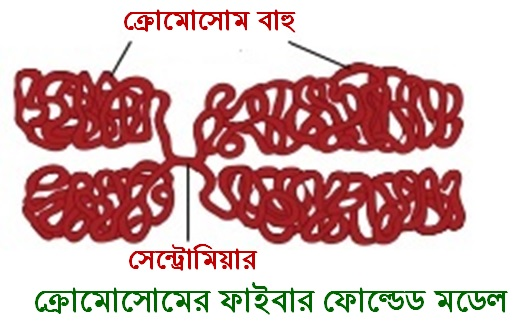 ক্রোমোসোম বাহু
সেন্ট্রোমিয়ার
ক্রোমোসোমের ফাইবার ফোল্ডেড মডেল